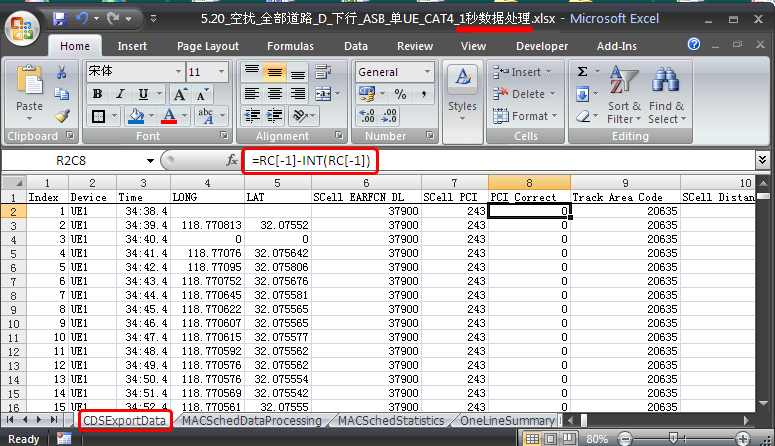 5.20_空扰_全部道路_D_下行_ASB_单UE_CAT4_1秒数据处理.xlsx - Microsoft Excel
Home Page Layout Formulas Data Review View Developer Add-Ins
Paste
宋体 11
General
Styles
Insert
Delete
Format
Sort & Filter
Find & Select
Clipboard Font Alignment Number Cells Editing
R2C8 fx =RC[-1]-INT(RC[-1])
1 2 3 4 5 6 7 8 9 10
1 Index Device Time LONG LAT SCell EARFCN DL SCell PCI PCI Correct Track Area Code SCell Distan
2 1 UE1 34:38.4 37900 243 0 20635
3 2 UE1 34:39.4 118.770813 32.07552 37900 243 0 20635
4 3 UE1 34:40.4 0 0 37900 243 0 20635
5 4 UE1 34:41.4 118.77076 32.075642 37900 243 0 20635
6 5 UE1 34:42.4 118.77095 32.075806 37900 243 0 20635
7 6 UE1 34:43.4 118.770752 32.075676 37900 243 0 20635
8 7 UE1 34:44.4 118.770645 32.075581 37900 243 0 20635
9 8 UE1 34:45.4 118.770622 32.075565 37900 243 0 20635
10 9 UE1 34:46.4 118.770607 32.075565 37900 243 0 20635
11 10 UE1 34:47.4 118.770615 32.075577 37900 243 0 20635
12 11 UE1 34:48.4 118.770592 32.075562 37900 243 0 20635
13 12 UE1 34:49.4 118.770576 32.075562 37900 243 0 20635
14 13 UE1 34:50.4 118.770576 32.075554 37900 243 0 20635
15 14 UE1 34:51.4 118.770569 32.075542 37900 243 0 20635
16 15 UE1 34:52.4 118.770561 32.07555 37900 243 0 20635
CDSExportData MACSchedDataProcessing MACSchedStatistics OneLineSummary
Ready 80%